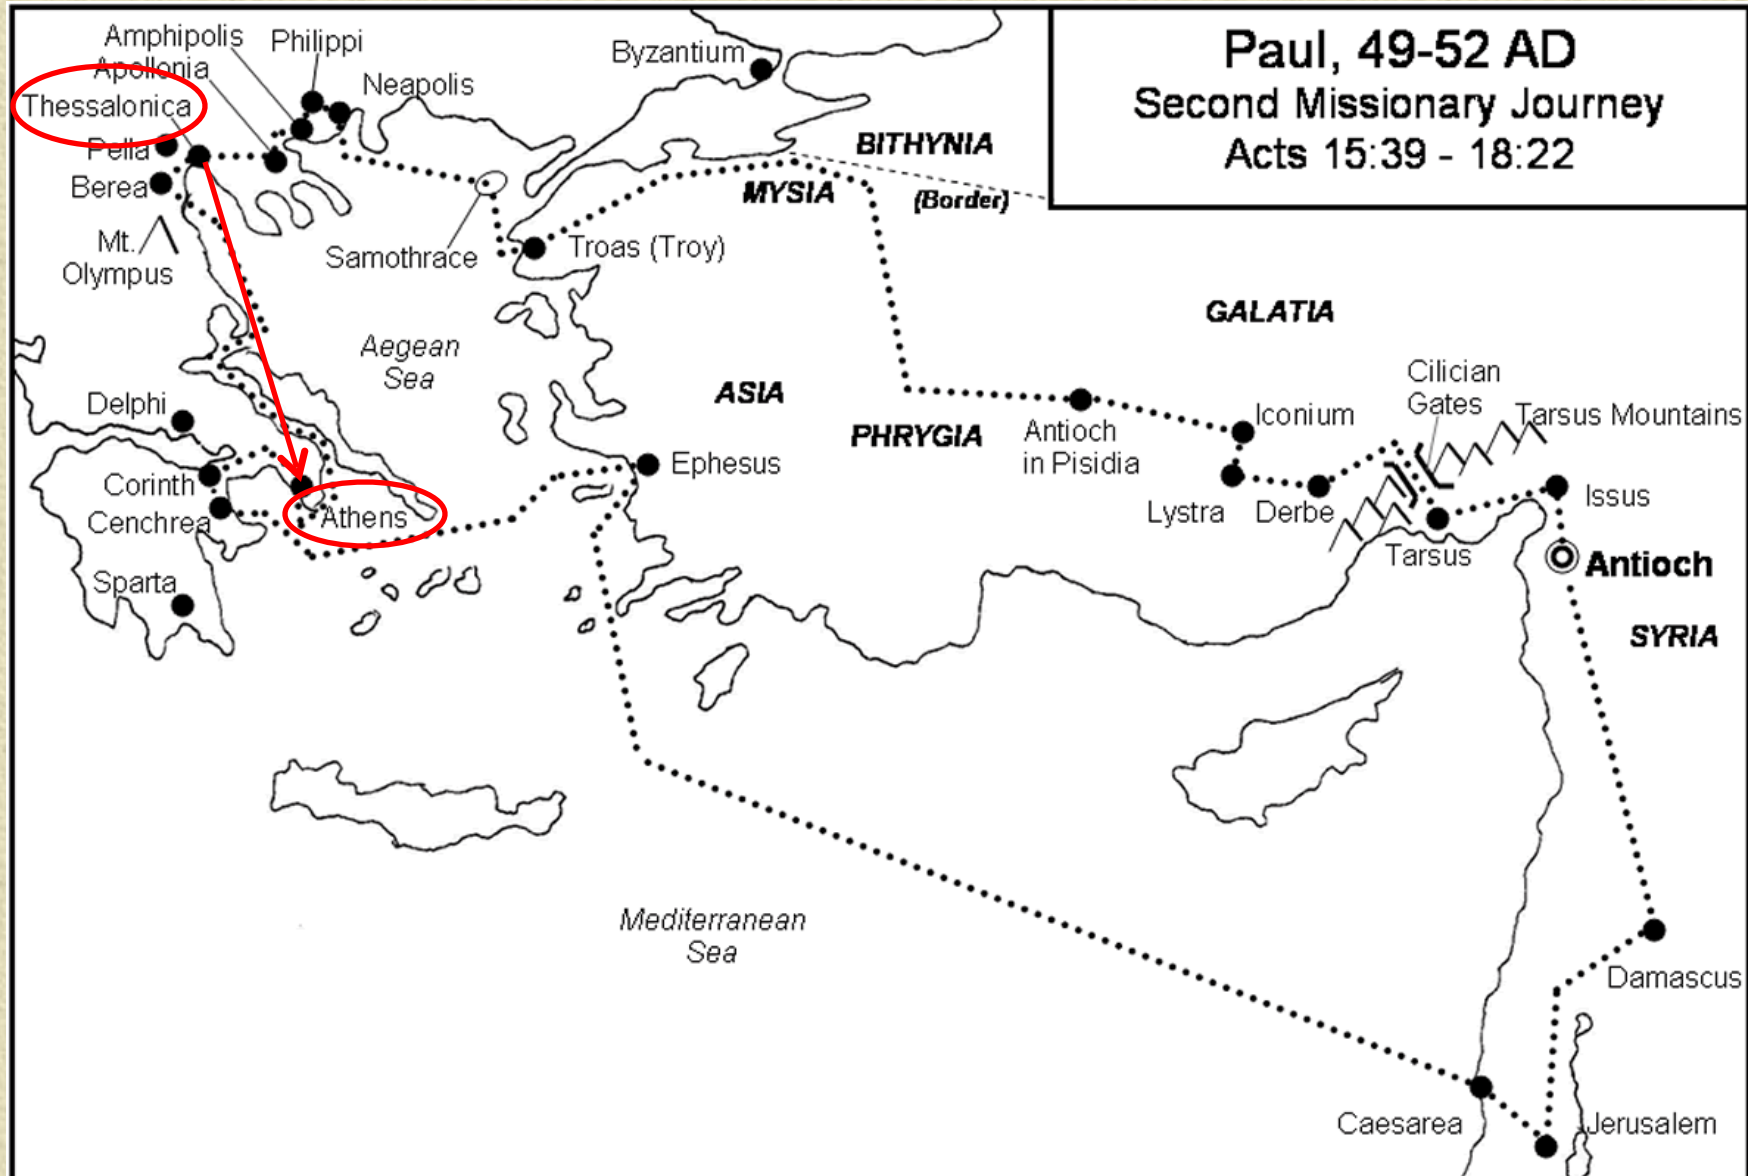 Paul, 49-52 AD
Second Missionary Journey
Acts 15:39 - 18:22
Amphipolis
Philippi
Apollonia
Neapolis
Byzantium
Thessalonica
Pella
Berea
BITHYNIA
MYSIA
(Border)
Mt.
Olympus
Samothrace
Troas (Troy)
GALATIA
Aegean
Sea
ASIA
PHRYGIA
Delphi
Cilician
Gates
Tarsus Mountains
Iconium
Antioch
in Pisidia
Corinth
Ephesus
Cenchrea
Athens
Lystra
Derbe
Issus
Tarsus
Antioch
Sparta
SYRIA
Mediterranean
Sea
Damascus
Caesarea
Jerusalem